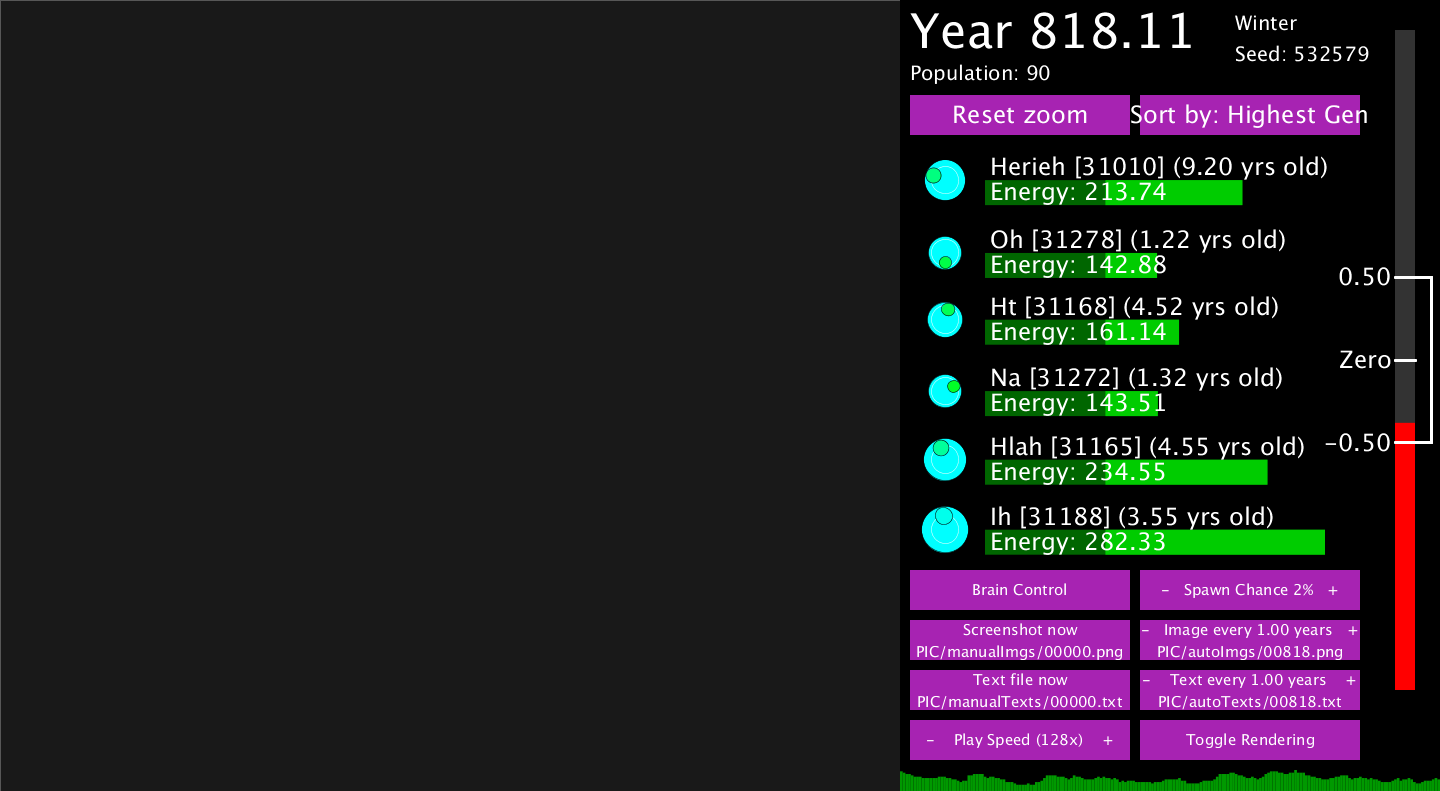 Year 818.11
Winter
Seed: 532579
Population: 90
Reset zoom
Sort by: Highest Gen
Herieh [31010] (9.20 yrs old)
Energy: 213.74
Oh [31278] (1.22 yrs old)
Energy: 142.88
Ht [31168] (4.52 yrs old)
Energy: 161.14
Na [31272] (1.32 yrs old)
Energy: 143.51
Hlah [31165] (4.55 yrs old)
Energy: 234.55
Ih [31188] (3.55 yrs old)
Energy: 282.33
0.50
Zero
-0.50
Brain Control
- Spawn Chance 2% +
Screenshot now
PIC/manualImgs/00000.png
- Image every 1.00 years +
PIC/autoImgs/00818.png
Text file now
PIC/manualTexts/00000.txt
- Text every 1.00 years +
PIC/autoTexts/00818.txt
- Play Speed (128x) +
Toggle Rendering